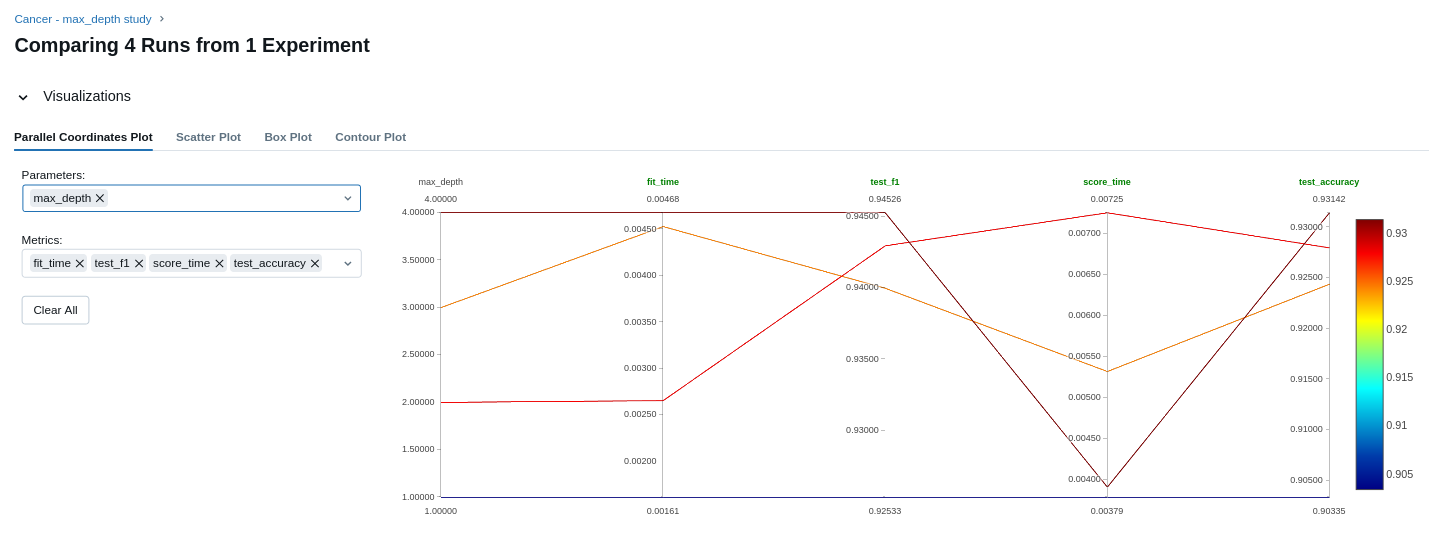 Cancer - max_depth study
Comparing 4 Runs from 1 Experiment
Visualizations
Parallel Coordinates Plot
Scatter Plot
Box Plot
Contour Plot
Parameters:
max_depth
Metrics:
fit_time
test_f1
score_time
test_accuracy
Clear All
max_depth
4.00000
4.00000
3.50000
3.00000
2.50000
2.00000
1.50000
1.00000
1.00000
fit_time
0.00468
0.00450
0.00400
0.00350
0.00300
0.00250
0.00200
0.00161
test_f1
0.94526
0.94500
0.94000
0.93500
0.93000
0.92533
score_time
0.00725
0.00700
0.00650
0.00600
0.00550
0.00500
0.00450
0.00400
0.00379
test_accuracy
0.93142
0.93000
0.92500
0.92000
0.91500
0.91000
0.90500
0.90335
0.93
0.925
0.92
0.915
0.91
0.905